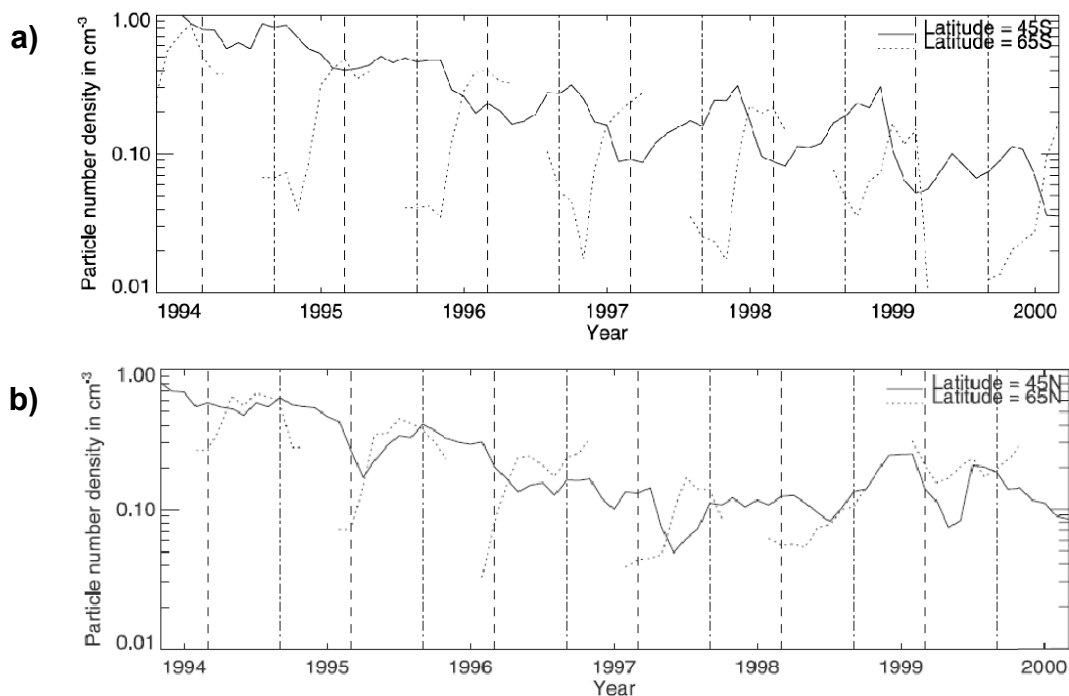 a)
Particle number density in cm-3
1.00
0.10
0.01
Latitude = 45S
Latitude = 65S
1994 1995 1996 1997 1998 1999 2000
Year
b)
Particle number density in cm-3
1.00
0.10
0.01
Latitude = 45N
Latitude = 65N
1994 1995 1996 1997 1998 1999 2000
Year